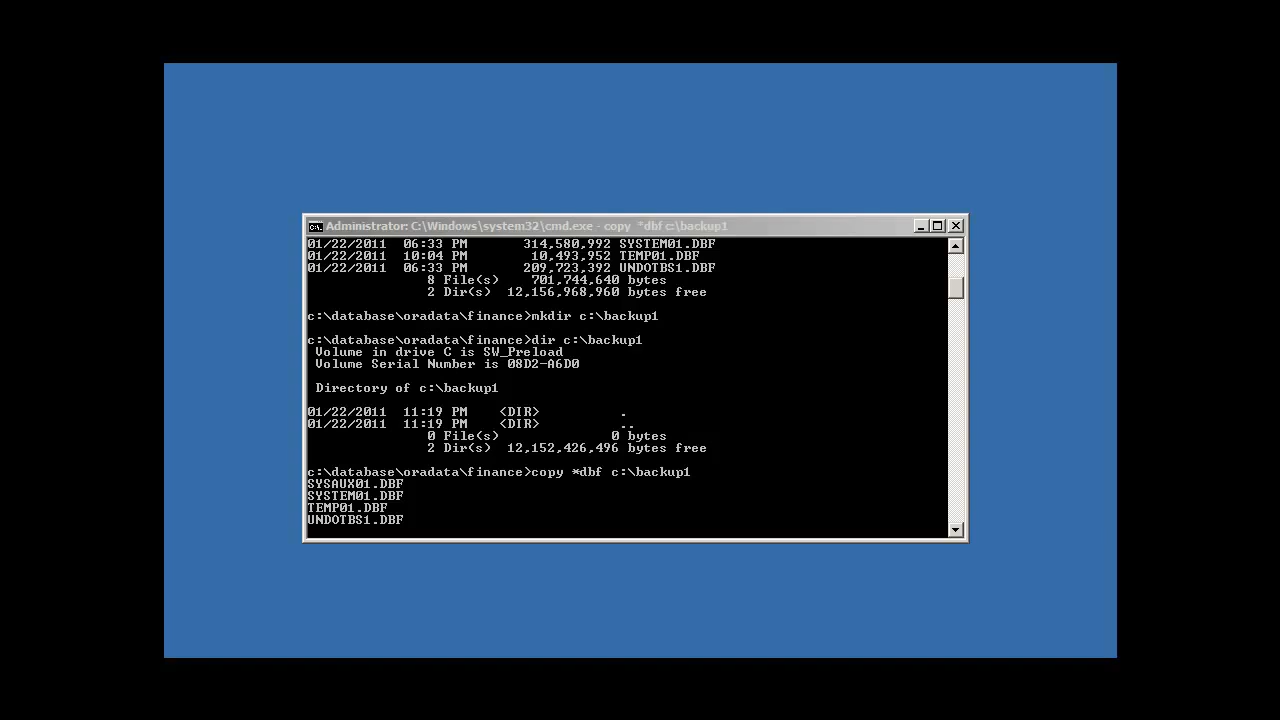 Administrator: C:\Windows\system32\cmd.exe - copy *dbf c:\backup1
01/22/2011 06:33 PM 314,580,992 SYSTEM01.DBF
01/22/2011 10:04 PM 10,493,952 TEMP01.DBF
01/22/2011 06:33 PM 209,723,392 UNDOTBS1.DBF
8 File(s) 701,744,640 bytes
2 Dir(s) 12,156,968,960 bytes free
c:\database\oradata\finance>mkdir c:\backup1
c:\database\oradata\finance>dir c:\backup1
Volume in drive C is SW_Preload
Volume Serial Number is 08D2-A6D0
Directory of c:\backup1
01/22/2011 11:19 PM <DIR> .
01/22/2011 11:19 PM <DIR> ..
0 File(s) 0 bytes
2 Dir(s) 12,152,426,496 bytes free
c:\database\oradata\finance>copy *dbf c:\backup1
SYSAUX01.DBF
SYSTEM01.DBF
TEMP01.DBF
UNDOTBS1.DBF